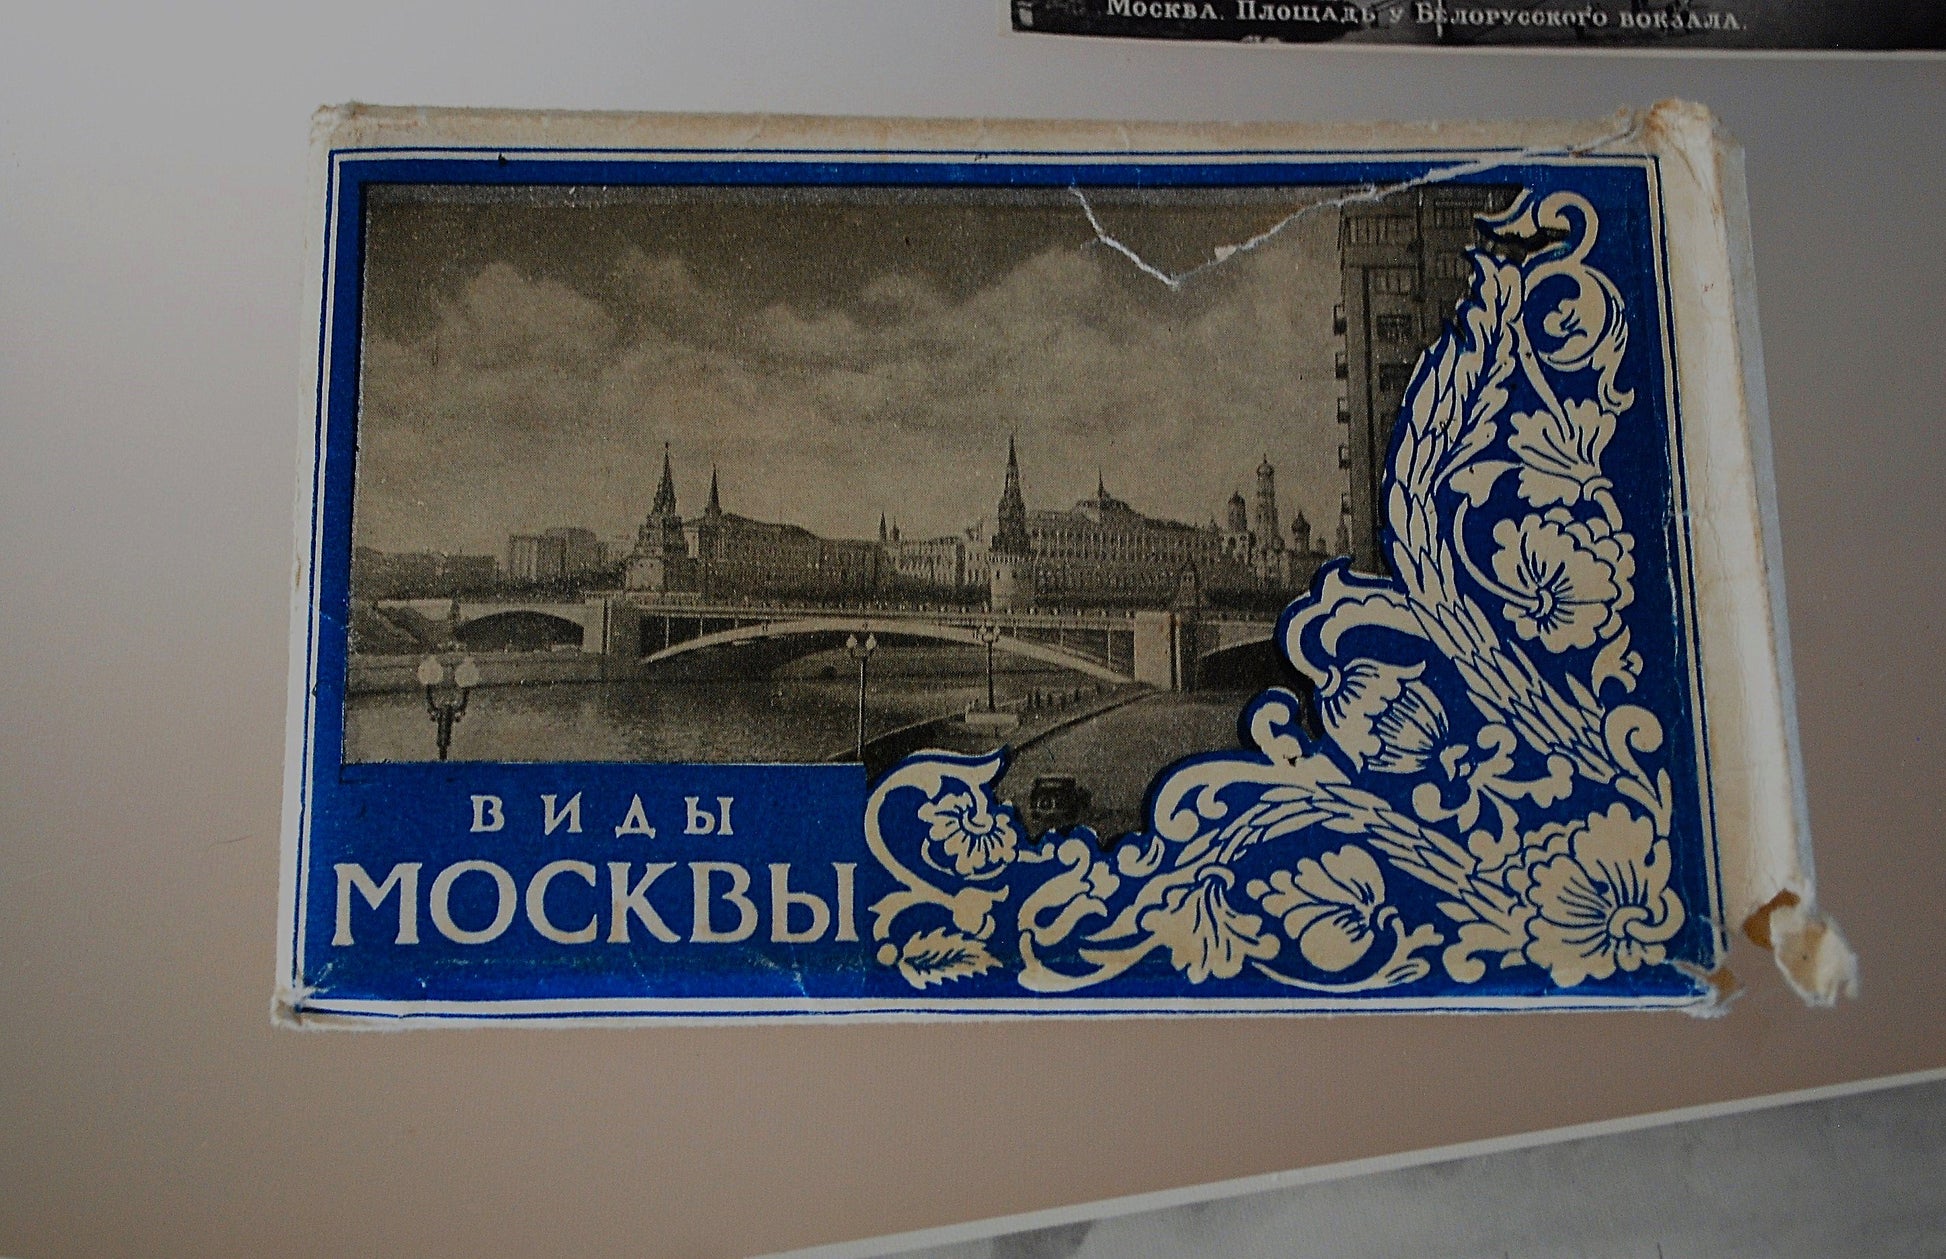 Москва. Площадь у Белорусского вокзала.
ВИДЫ
МОСКВЫ